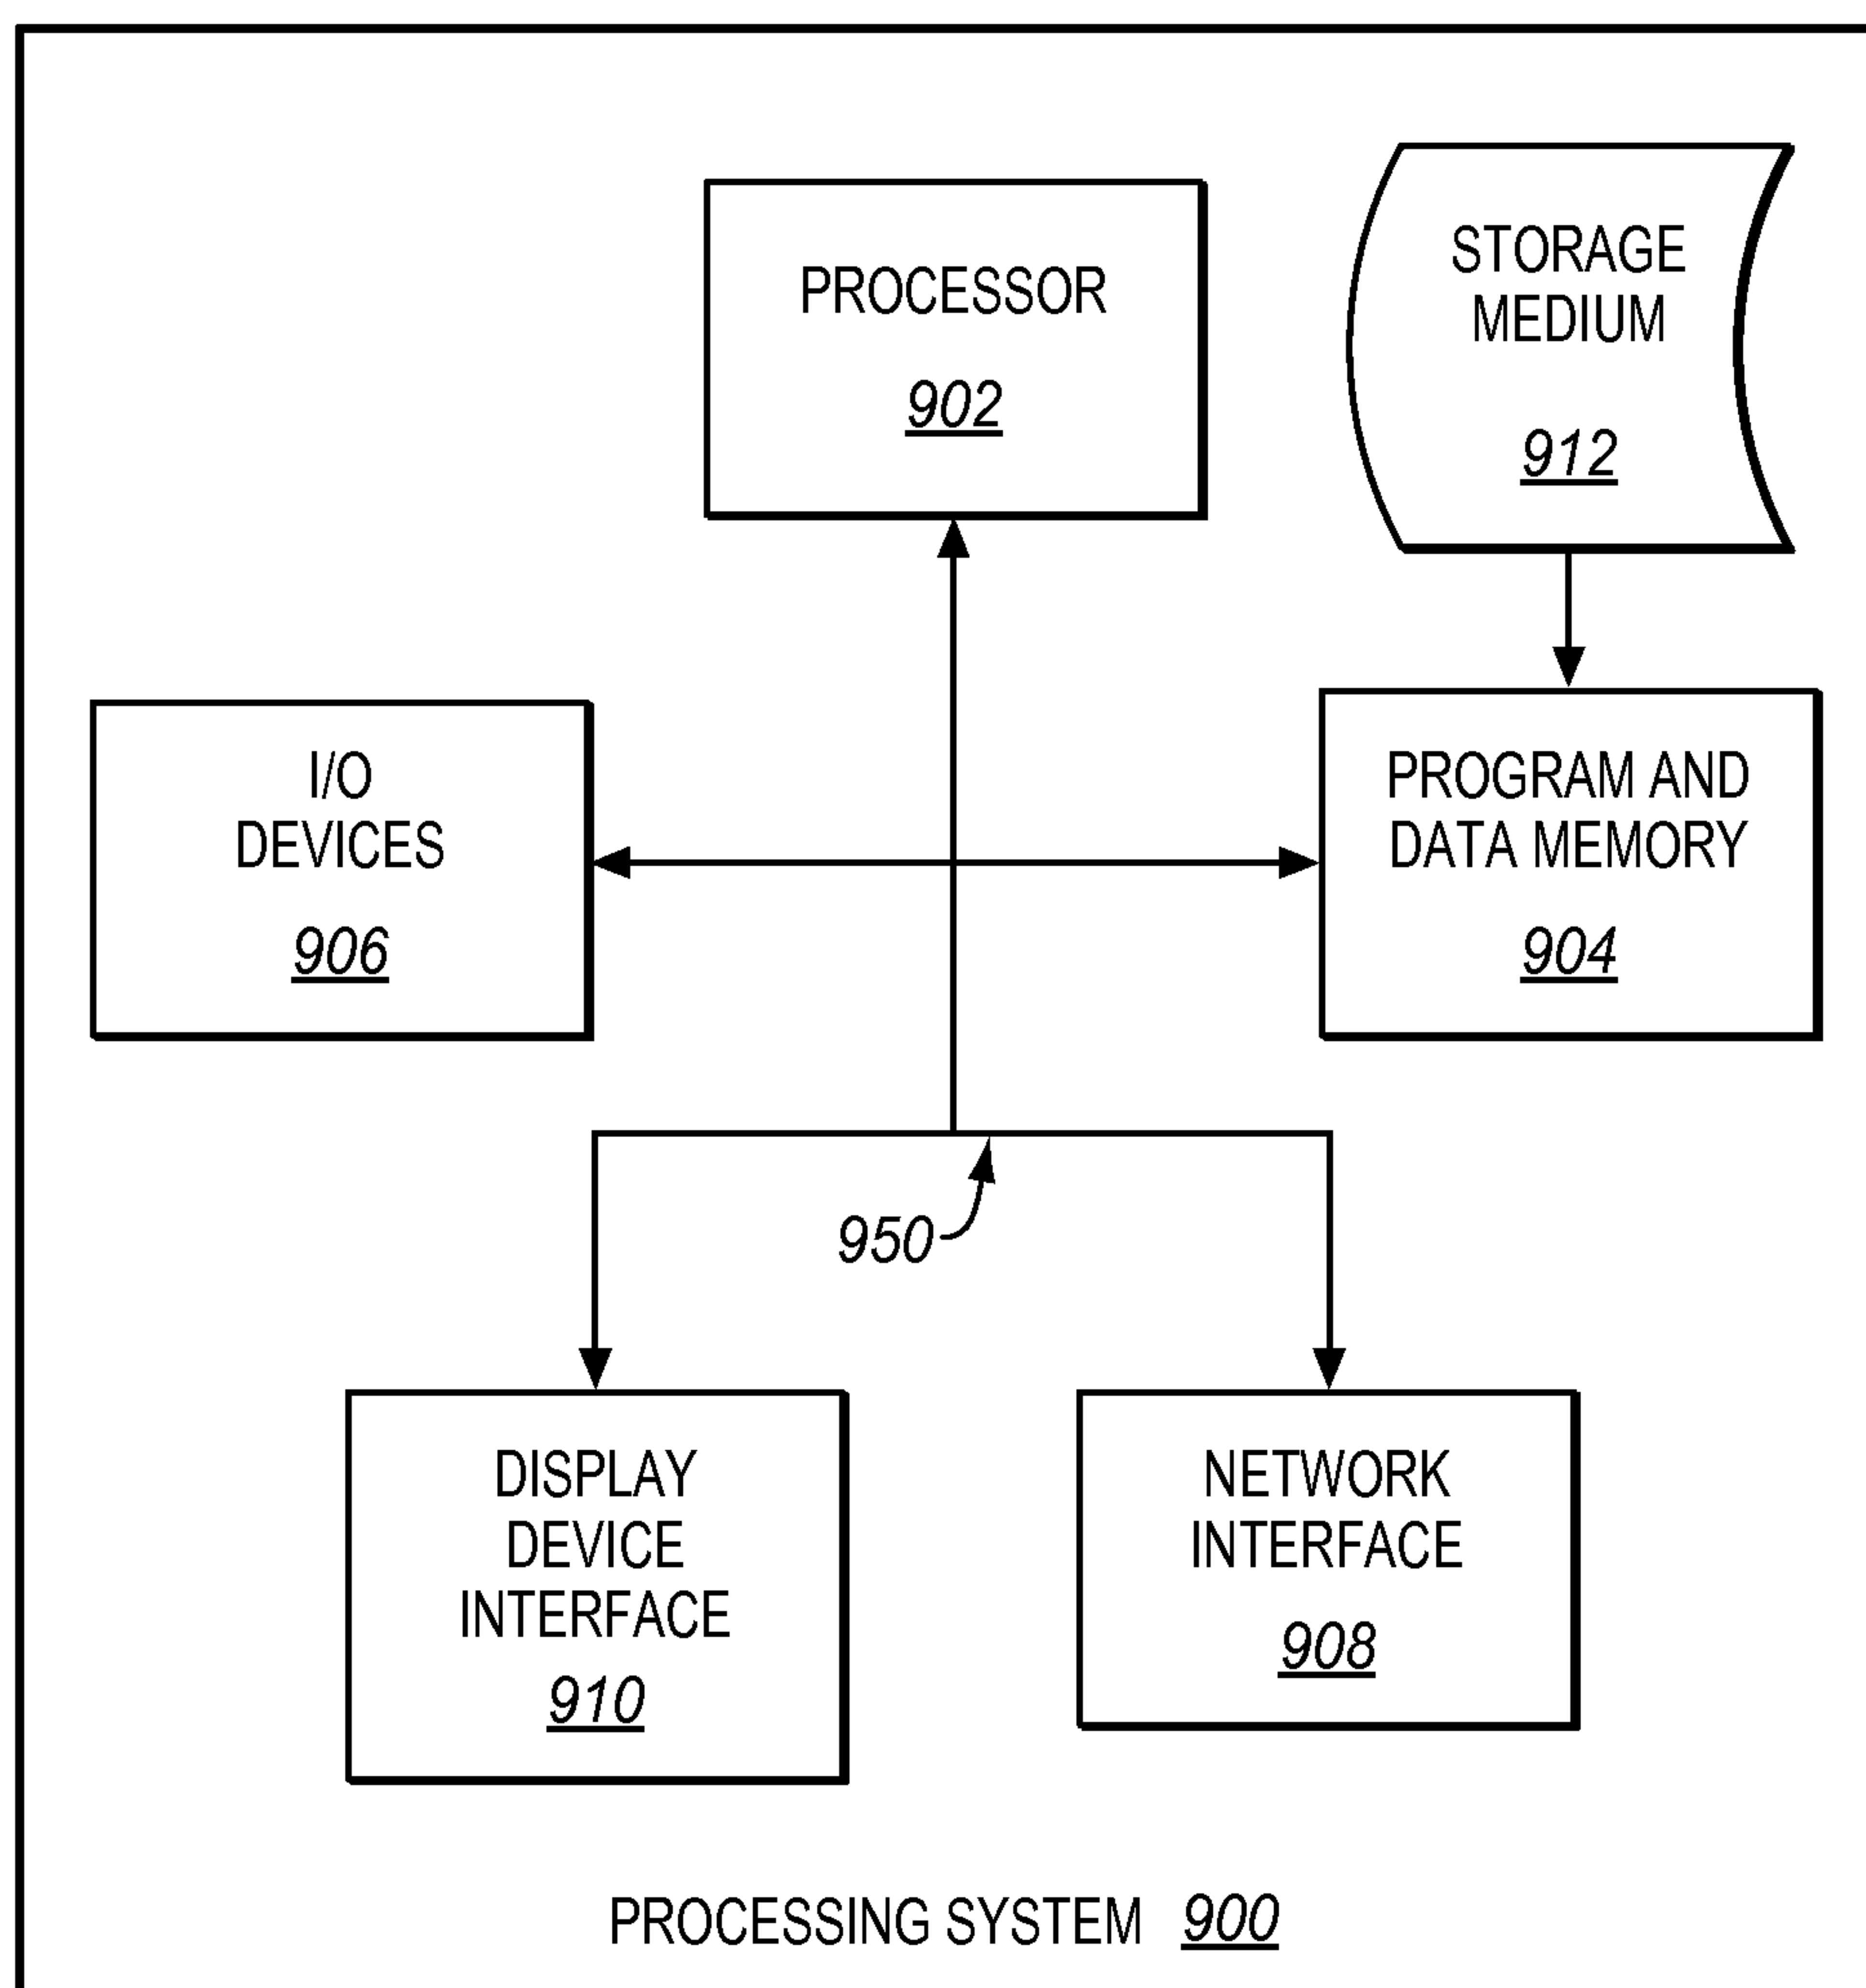 PROCESSOR
902
STORAGE
MEDIUM
912
I/O
DEVICES
906
PROGRAM AND
DATA MEMORY
904
950
DISPLAY
DEVICE
INTERFACE
910
NETWORK
INTERFACE
908
PROCESSING SYSTEM 900